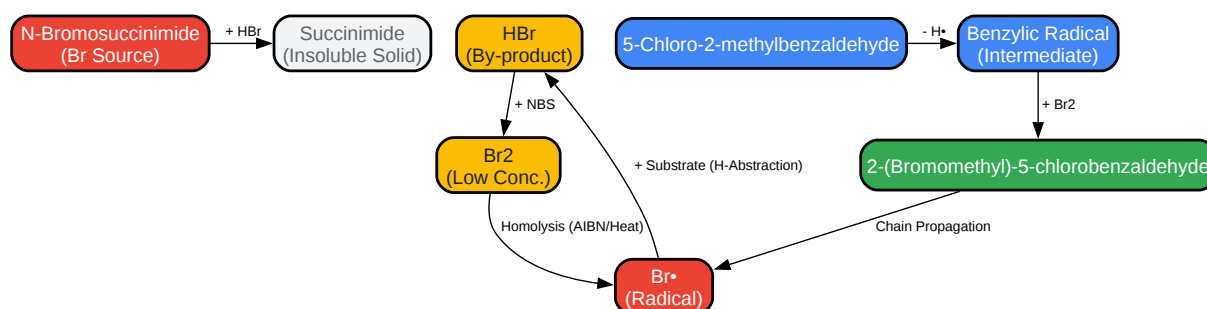 N-Bromosuccinimide
(Br Source)
+ HBr
Succinimide
(Insoluble Solid)
HBr
(By-product)
5-Chloro-2-methylbenzaldehyde
- H•
Benzylic Radical
(Intermediate)
+ NBS
+ Br2
Br2
(Low Conc.)
+ Substrate (H-Abstraction)
2-(Bromomethyl)-5-chlorobenzaldehyde
Homolysis (AIBN/Heat)
Chain Propagation
Br•
(Radical)